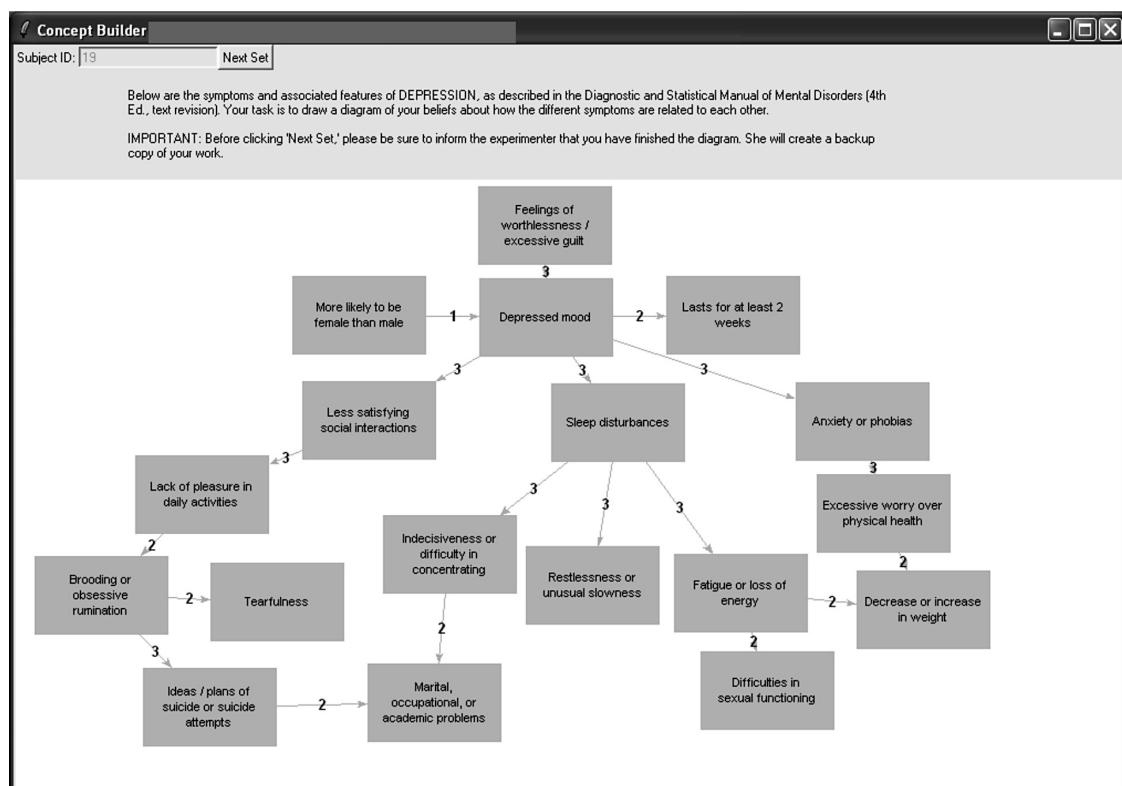 Concept Builder
Subject ID: 19 Next Set
Below are the symptoms and associated features of DEPRESSION, as described in the Diagnostic and Statistical Manual of Mental Disorders (4th
Ed., text revision). Your task is to draw a diagram of your beliefs about how the different symptoms are related to each other.
IMPORTANT: Before clicking 'Next Set,' please be sure to inform the experimenter that you have finished the diagram. She will create a backup
copy of your work.
Feelings of
worthlessness /
excessive guilt
3
More likely to be
female than male
1
Depressed mood
2
Lasts for at least 2
weeks
3
3
3
Less satisfying
social interactions
Sleep disturbances
Anxiety or phobias
3
3
3
3
3
Lack of pleasure in
daily activities
Indecisiveness or
difficulty in
concentrating
Excessive worry over
physical health
2
2
Brooding or
obsessive
rumination
2
Tearfulness
Restlessness or
unusual slowness
Fatigue or loss of
energy
2
Decrease or increase
in weight
3
2
2
Ideas / plans of
suicide or suicide
attempts
2
Marital,
occupational, or
academic problems
Difficulties in
sexual functioning